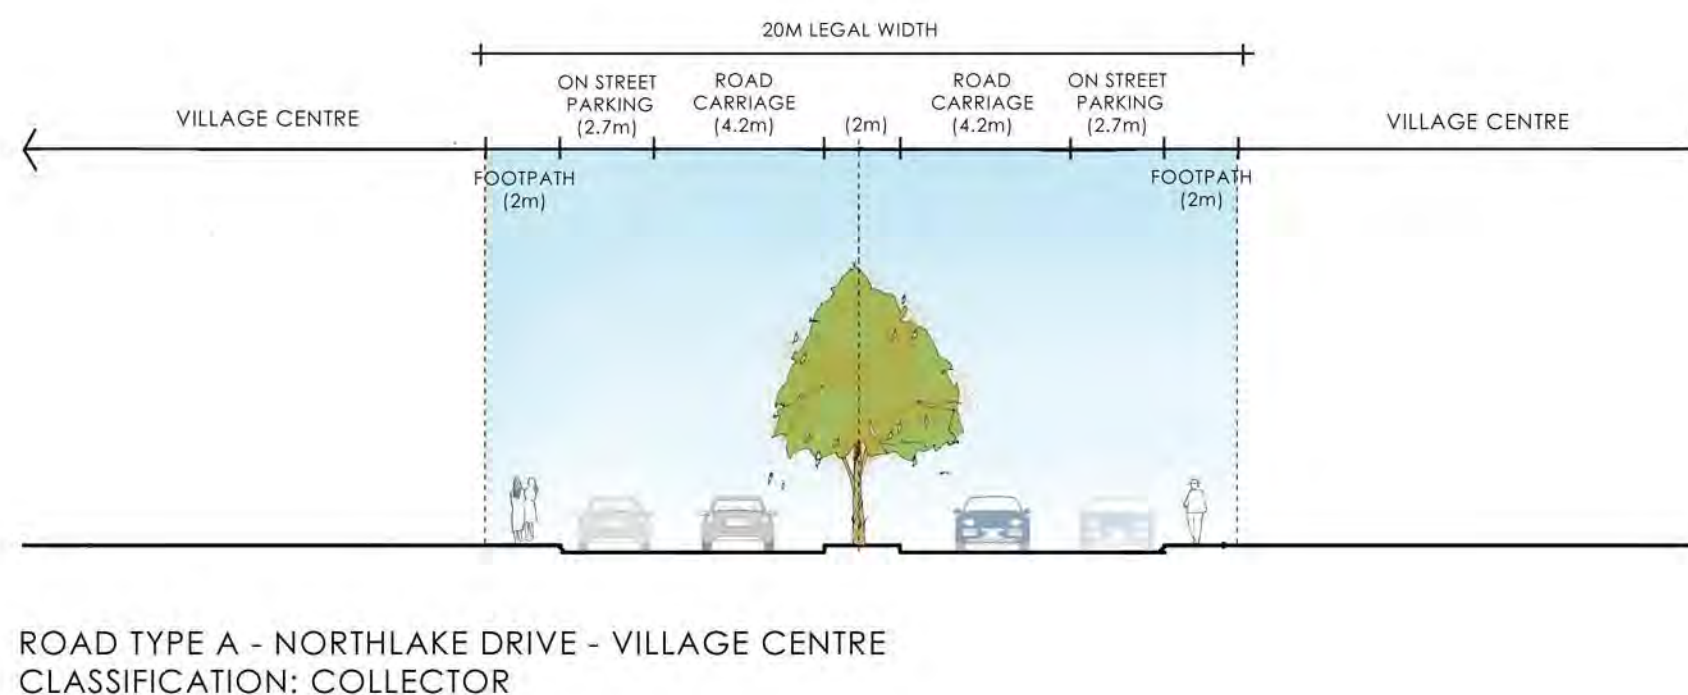 20M LEGAL WIDTH
VILLAGE CENTRE
ON STREET
PARKING
(2.7m)
ROAD
CARRIAGE
(4.2m)
(2m)
ROAD
CARRIAGE
(4.2m)
ON STREET
PARKING
(2.7m)
VILLAGE CENTRE
FOOTPATH
(2m)
FOOTPATH
(2m)
ROAD TYPE A - NORTHLAKE DRIVE - VILLAGE CENTRE
CLASSIFICATION: COLLECTOR